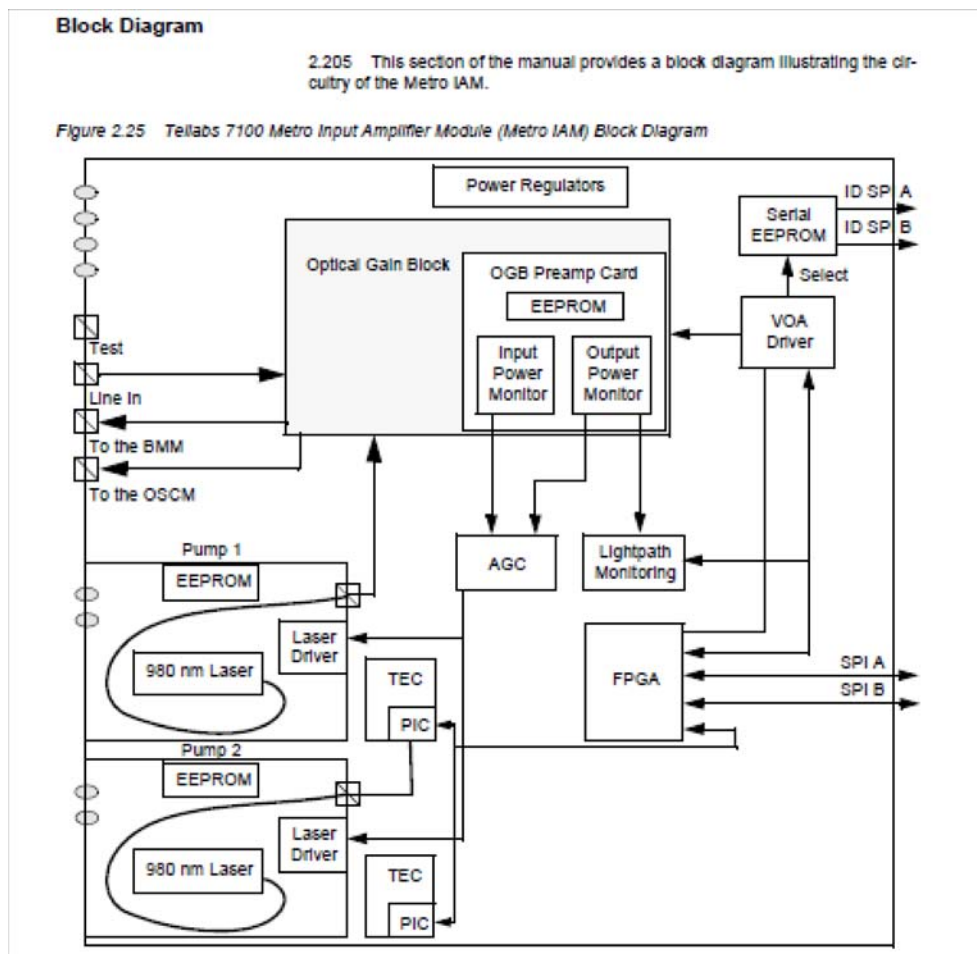 Block Diagram
2.205 This section of the manual provides a block diagram illustrating the cir-
cuitry of the Metro IAM.
Figure 2.25 Tellabs 7100 Metro Input Amplifier Module (Metro IAM) Block Diagram
Power Regulators
ID SPI A
Serial
EEPROM
ID SPI B
Optical Gain Block
OGB Preamp Card
EEPROM
Select
VOA
Driver
Input
Power
Monitor
Output
Power
Monitor
Test
Line In
To the BMM
To the OSCM
AGC
Lightpath
Monitoring
Pump 1
EEPROM
Laser
Driver
980 nm Laser
TEC
PIC
FPGA
SPI A
SPI B
Pump 2
EEPROM
Laser
Driver
980 nm Laser
TEC
PIC